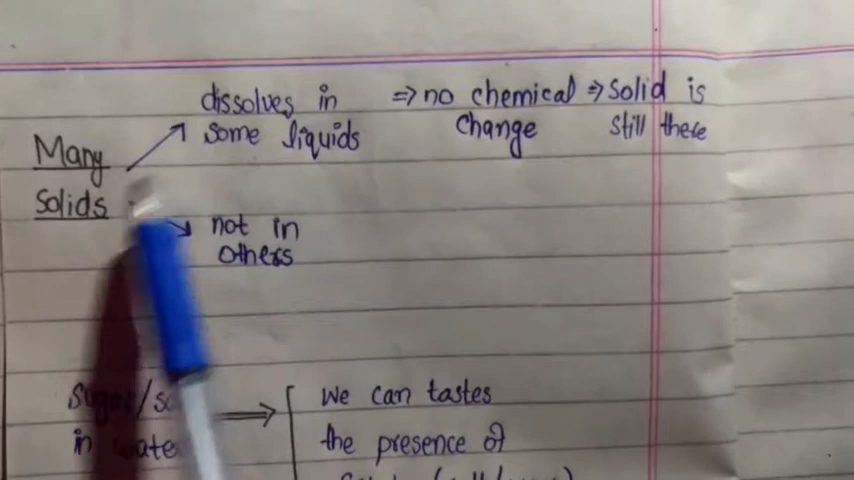 dissolves in ⇒ no chemical ⇒ Solid is
some liquids change still there
Many
Solids
not in
others
we can tastes
in
the presence of